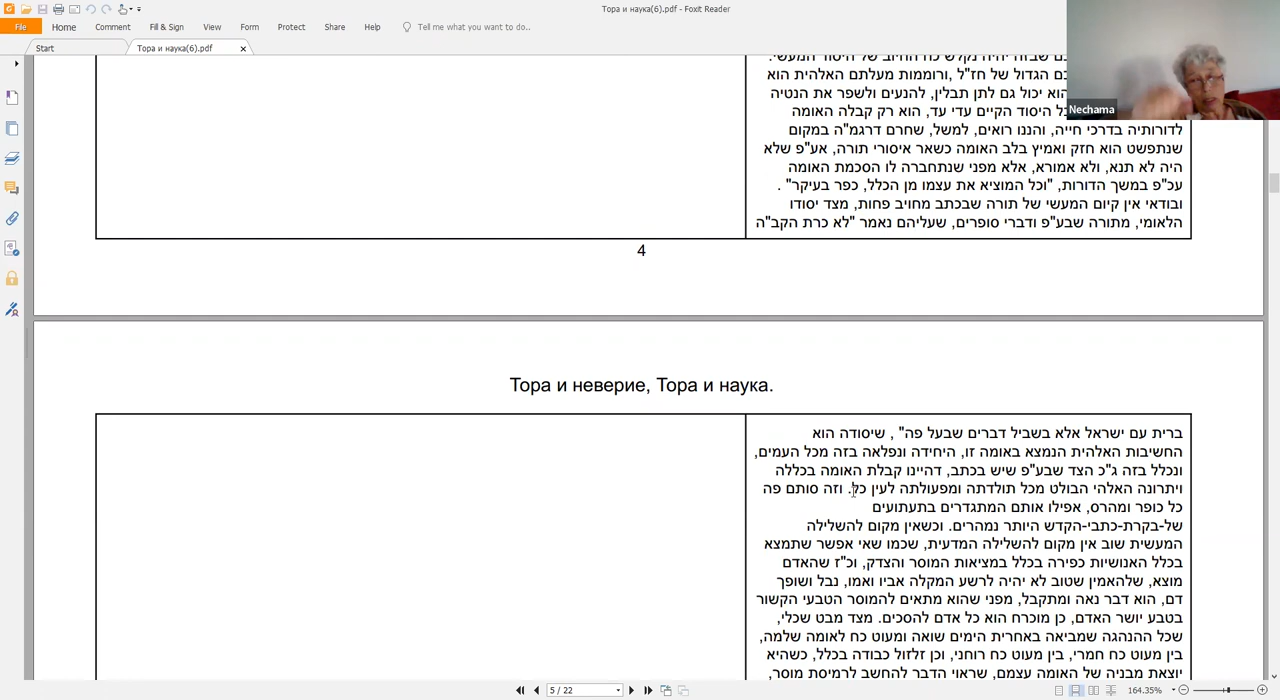 Тора и наука(6).pdf - Foxit Reader
File Home Comment Fill & Sign Form Protect Share Help Tell me what you want to do..
View
Start Тора и наука(6).pdf
Nechama
ם שבזה יהיה נקלש כח החיוב של היסוד המעשי.
ם הגדול של חז"ל ,ורוממות מעלתם האלהית הוא
הוא יכול גם לתן תבלין, להנעים ולשפר את הנטיה
ל היסוד הקיים עדי עד, הוא רק קבלה האומה
לדורותיה בדרכי חייה, והננו רואים, למשל, שחרם דרגמ"ה במקום
שנתפשט הוא חזק ואמיץ בלב האומה כשאר איסורי תורה, אע"פ שלא
היה לא תנא, ולא אמורא, אלא מפני שנתחברה לו הסכמת האומה
עכ"פ במשך הדורות, "וכל המוציא את עצמו מן הכלל, כפר בעיקר" .
ובודאי אין קיום המעשי של תורה שבכתב מחויב פחות, מצד יסודו
הלאומי, מתורה שבע"פ ודברי סופרים, שעליהם נאמר "לא כרת הקב"ה
4
Тора и неверие, Тора и наука.
ברית עם ישראל אלא בשביל דברים שבעל פה" , שיסודה הוא
החשיבות האלהית הנמצא באומה זו, היחידה ונפלאה בזה מכל העמים,
ונכלל בזה ג"כ הצד שבע"פ שיש בכתב, דהיינו קבלת האומה בכללה
ויתרונה האלהי הבולט מכל תולדתה ומפעולתה לעין כל. וזה סותם פה
כל כופר ומהרס, אפילו אותם המתגדרים בתעתועים
של-בקרת-כתבי-הקדש היותר נמהרים. וכשאין מקום להשלילה
המעשית שוב אין מקום להשלילה המדעית, שכמו שאי אפשר שתמצא
בכלל האנושיות כפירה בכלל במציאות המוסר והצדק, וכ"ז שהאדם
מוצא, שלהאמין שטוב לא יהיה לרשע המקלה אביו ואמו, נבל ושופך
דם, הוא דבר נאה ומתקבל, מפני שהוא מתאים להמוסר הטבעי הקשור
בטבע יושר האדם, כן מוכרח הוא כל אדם להסכים. מצד מבט שכלי,
שכל ההנהגה שמביאה באחרית הימים שואה ומעוט כח לאומה שלמה,
בין מעוט כח חמרי, בין מעוט כח רוחני, וכן זלזול כבודה בכלל, כשהיא
יוצאת מבניה של האומה עצמם, שראוי הדבר להחשב לרמיסת מוסר,
5 / 22
164.35%